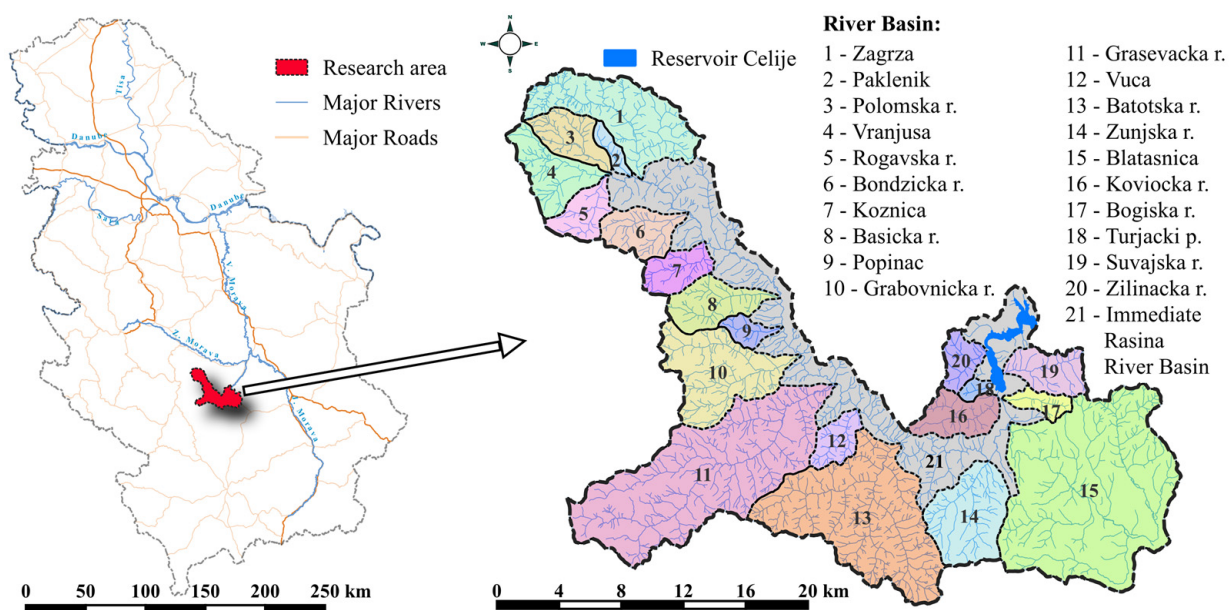 N
W E
S
Research area
Major Rivers
Major Roads
Reservoir Celije
River Basin:
1 - Zagrza
2 - Paklenik
3 - Polomska r.
4 - Vranjusa
5 - Rogavska r.
6 - Bondzicka r.
7 - Koznica
8 - Basicka r.
9 - Popinac
10 - Grabovnicka r.
11 - Grasevacka r.
12 - Vuca
13 - Batotska r.
14 - Zunjska r.
15 - Blatasnica
16 - Koviocka r.
17 - Bogiska r.
18 - Turjacki p.
19 - Suvajska r.
20 - Zilinacka r.
21 - Immediate
Rasina
River Basin
Tisa
Danube
Danube
Sava
V. Morava
Z. Morava
J. Morava
1
2
3
4
5
6
7
8
9
10
11
12
13
14
15
16
17
18
19
20
21
0 50 100 150 200 250 km
0 4 8 12 16 20 km